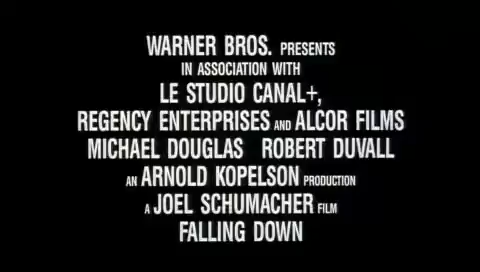 WARNER BROS. PRESENTS
IN ASSOCIATION WITH
LE STUDIO CANAL+,
REGENCY ENTERPRISES AND ALCOR FILMS
MICHAEL DOUGLAS ROBERT DUVALL
AN ARNOLD KOPELSON PRODUCTION
A JOEL SCHUMACHER FILM
FALLING DOWN